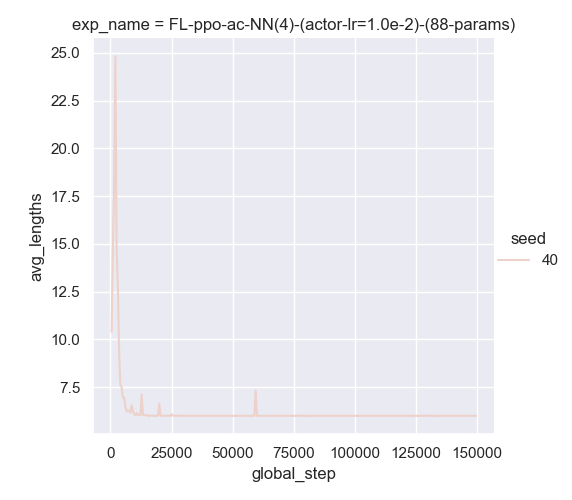 exp_name = FL-ppo-ac-NN(4)-(actor-lr=1.0e-2)-(88-params)
25.0
22.5
20.0
17.5
15.0
12.5
10.0
7.5
avg_lengths
0 25000 50000 75000 100000 125000 150000
global_step
seed
40